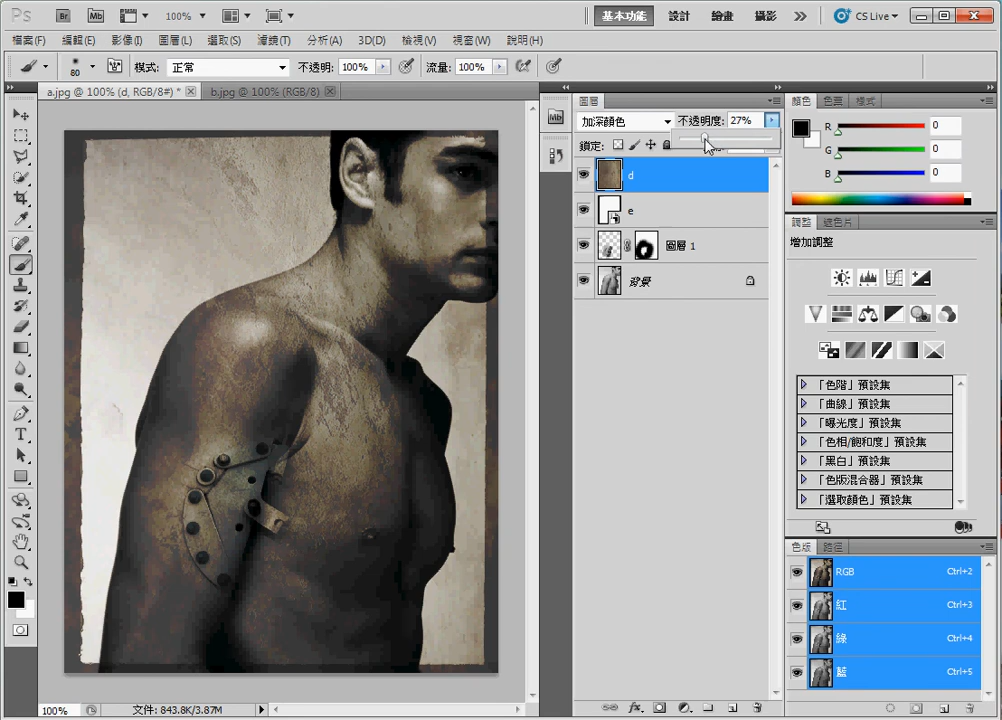 Ps Br Mb 100% 基本功能 設計 繪畫 攝影 CS Live
檔案(F) 編輯(E) 影像(I) 圖層(L) 選取(S) 濾鏡(T) 分析(A) 3D(D) 檢視(V) 視窗(W) 說明(H)
80 模式: 正常 不透明: 100% 流量: 100%
a.jpg @ 100% (d, RGB/8#) * b.jpg @ 100% (RGB/8)
Mb
圖層
加深顏色 不透明度: 27%
鎖定:
d
e
圖層 1
背景
顏色 色票 樣式
R 0
G 0
B 0
調整 遮色片
增加調整
「色階」預設集
「曲線」預設集
「曝光度」預設集
「色相/飽和度」預設集
「黑白」預設集
「色版混合器」預設集
「選取顏色」預設集
色版 路徑
RGB Ctrl+2
紅 Ctrl+3
綠 Ctrl+4
藍 Ctrl+5
T
100% 文件: 843.8K/3.87M
fx